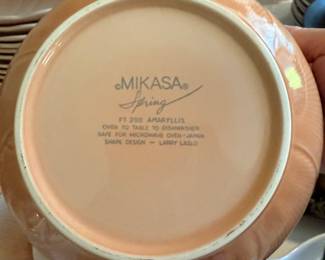 ©MIKASA®
Spring
FT 200 AMARYLLIS
OVEN TO TABLE TO DISHWASHER
SAFE FOR MICROWAVE OVEN-JAPAN
SHAPE DESIGN — LARRY LASLO